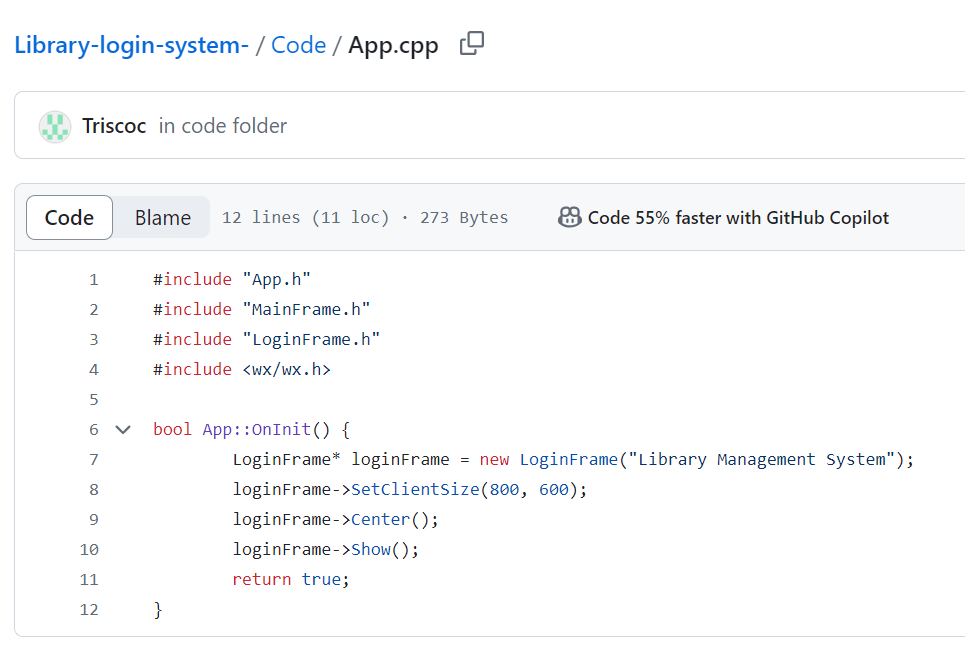 Library-login-system- / Code / App.cpp
Triscoc in code folder
Code Blame 12 lines (11 loc) · 273 Bytes Code 55% faster with GitHub Copilot
1 #include "App.h"
2 #include "MainFrame.h"
3 #include "LoginFrame.h"
4 #include <wx/wx.h>
5
6 bool App::OnInit() {
7 LoginFrame* loginFrame = new LoginFrame("Library Management System");
8 loginFrame->SetClientSize(800, 600);
9 loginFrame->Center();
10 loginFrame->Show();
11 return true;
12 }